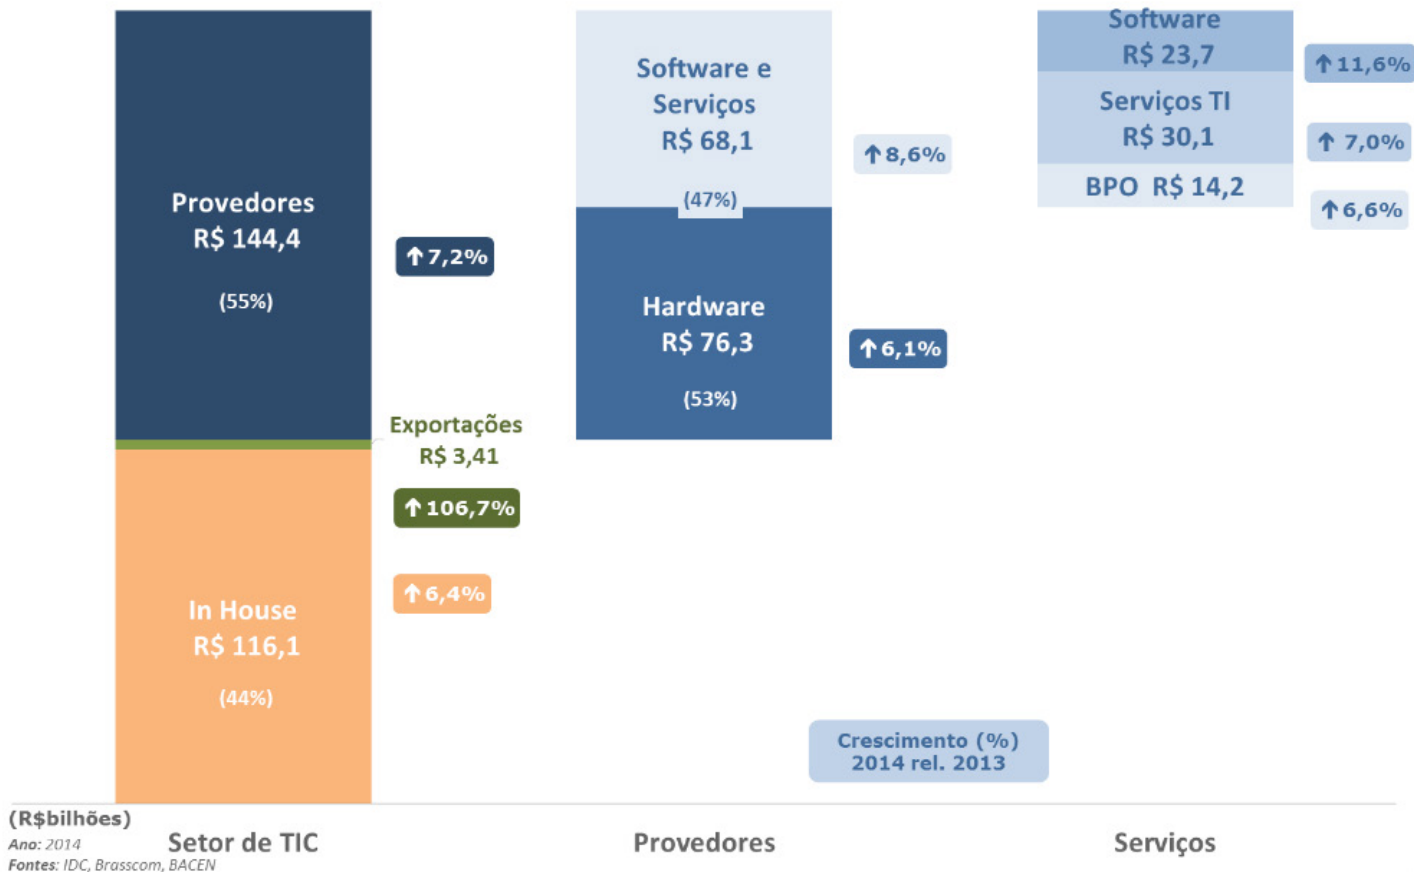 Provedores
R$ 144,4
(55%)
↑7,2%
Exportações
R$ 3,41
↑106,7%
In House
R$ 116,1
(44%)
↑6,4%
Software e
Serviços
R$ 68,1
(47%)
↑8,6%
Hardware
R$ 76,3
(53%)
↑6,1%
Software
R$ 23,7
↑11,6%
Serviços TI
R$ 30,1
↑ 7,0%
BPO R$ 14,2
↑6,6%
Crescimento (%)
2014 rel. 2013
(R$bilhões)
Ano: 2014
Fontes: IDC, Brasscom, BACEN
Setor de TIC
Provedores
Serviços